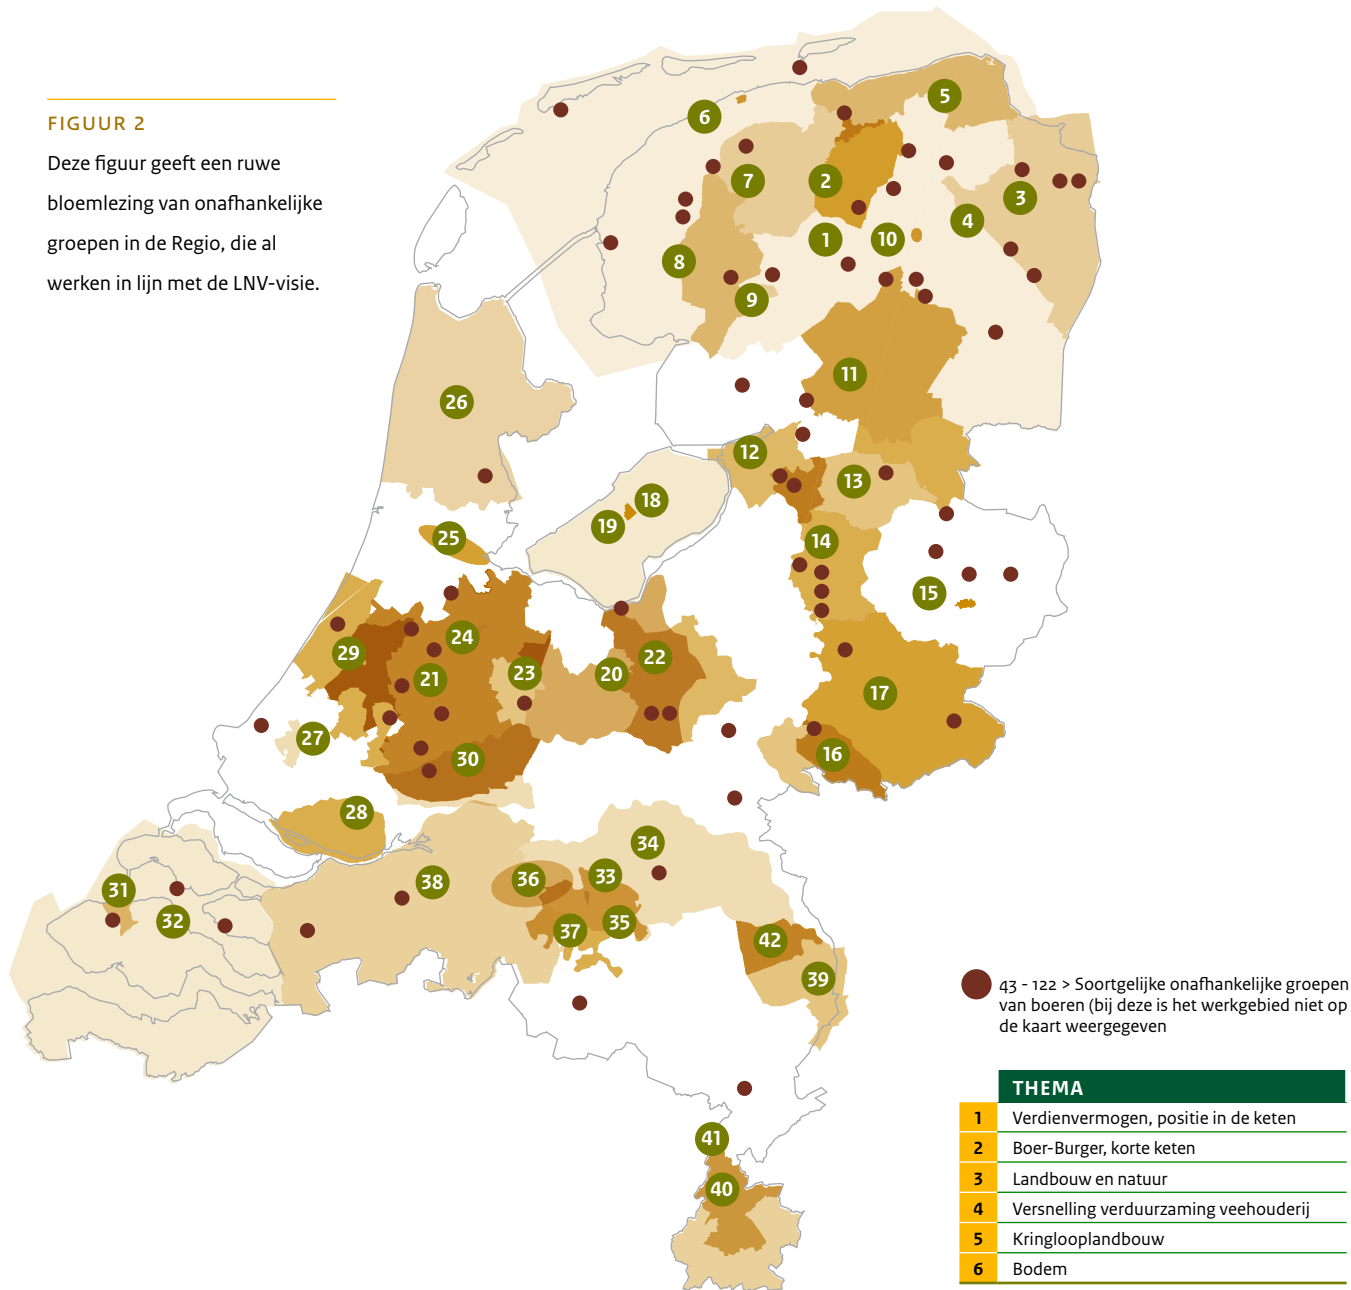 FIGUUR 2
Deze figuur geeft een ruwe
bloemlezing van onafhankelijke
groepen in de Regio, die al
werken in lijn met de LNV-visie.
5
6
7
2
3
4
1
10
8
9
11
26
12
13
18
19
25
14
15
24
29
22
23
20
21
17
27
16
30
28
34
33
36
38
31
32
35
37
42
39
41
40
43 - 122 > Soortgelijke onafhankelijke groepen
van boeren (bij deze is het werkgebied niet op
de kaart weergegeven
THEMA
1 Verdienvermogen, positie in de keten
2 Boer-Burger, korte keten
3 Landbouw en natuur
4 Versnelling verduurzaming veehouderij
5 Kringlooplandbouw
6 Bodem